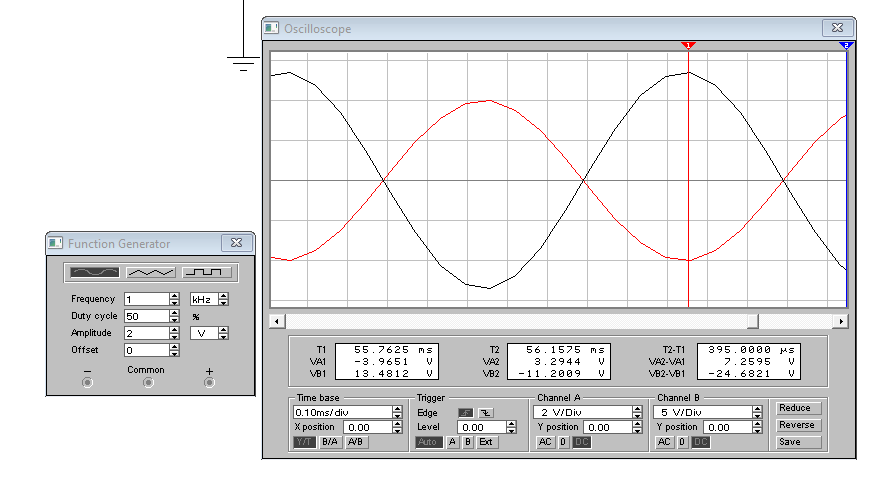 Oscilloscope
1
2
Function Generator
Frequency 1 kHz
Duty cycle 50 %
Amplitude 2 V
Offset 0
− Common +
T1 55.7625 ms T2 56.1575 ms T2-T1 395.0000 µs
VA1 -3.9651 V VA2 3.2944 V VA2-VA1 7.2595 V
VB1 13.4812 V VB2 -11.2009 V VB2-VB1 -24.6821 V
Time base Trigger Channel A Channel B
0.10ms/div Edge 2 V/Div 5 V/Div Reduce
X position 0.00 Level 0.00 Y position 0.00 Y position 0.00 Reverse
Y/T B/A A/B Auto A B Ext AC 0 DC AC 0 DC Save